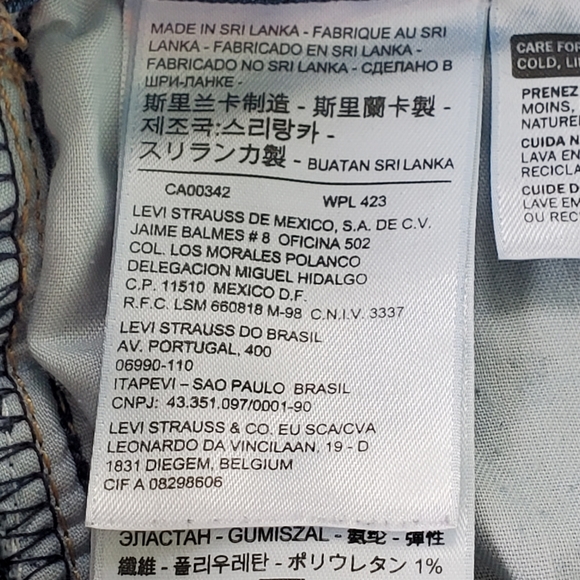 MADE IN SRI LANKA - FABRIQUE AU SRI
LANKA - FABRICADO EN SRI LANKA -
FABRICADO NO SRI LANKA - СДЕЛАНО В
ШРИ-ЛАНКЕ -
斯里兰卡制造 - 斯里蘭卡製 -
제조국:스리랑카 -
スリランカ製 - BUATAN SRI LANKA
CA00342 WPL 423
LEVI STRAUSS DE MEXICO, S.A. DE C.V.
JAIME BALMES # 8 OFICINA 502
COL. LOS MORALES POLANCO
DELEGACION MIGUEL HIDALGO
C.P. 11510 MEXICO D.F.
R.F.C. LSM 660818 M-98 C.N.I.V. 3337
LEVI STRAUSS DO BRASIL
AV. PORTUGAL, 400
06990-110
ITAPEVI – SAO PAULO BRASIL
CNPJ: 43.351.097/0001-90
LEVI STRAUSS & CO. EU SCA/CVA
LEONARDO DA VINCILAAN, 19 - D
1831 DIEGEM, BELGIUM
CIF A 08298606
ЭЛАСТАН - GUMISZAL - 氨纶 - 彈性
纖維 - 폴리우레탄 - ポリウレタン 1%
CARE FOR
COLD, LI
PRENEZ
MOINS,
NATURE
CUIDA N
LAVA EN
RECICLA
CUIDE D
LAVE EM
OU REC